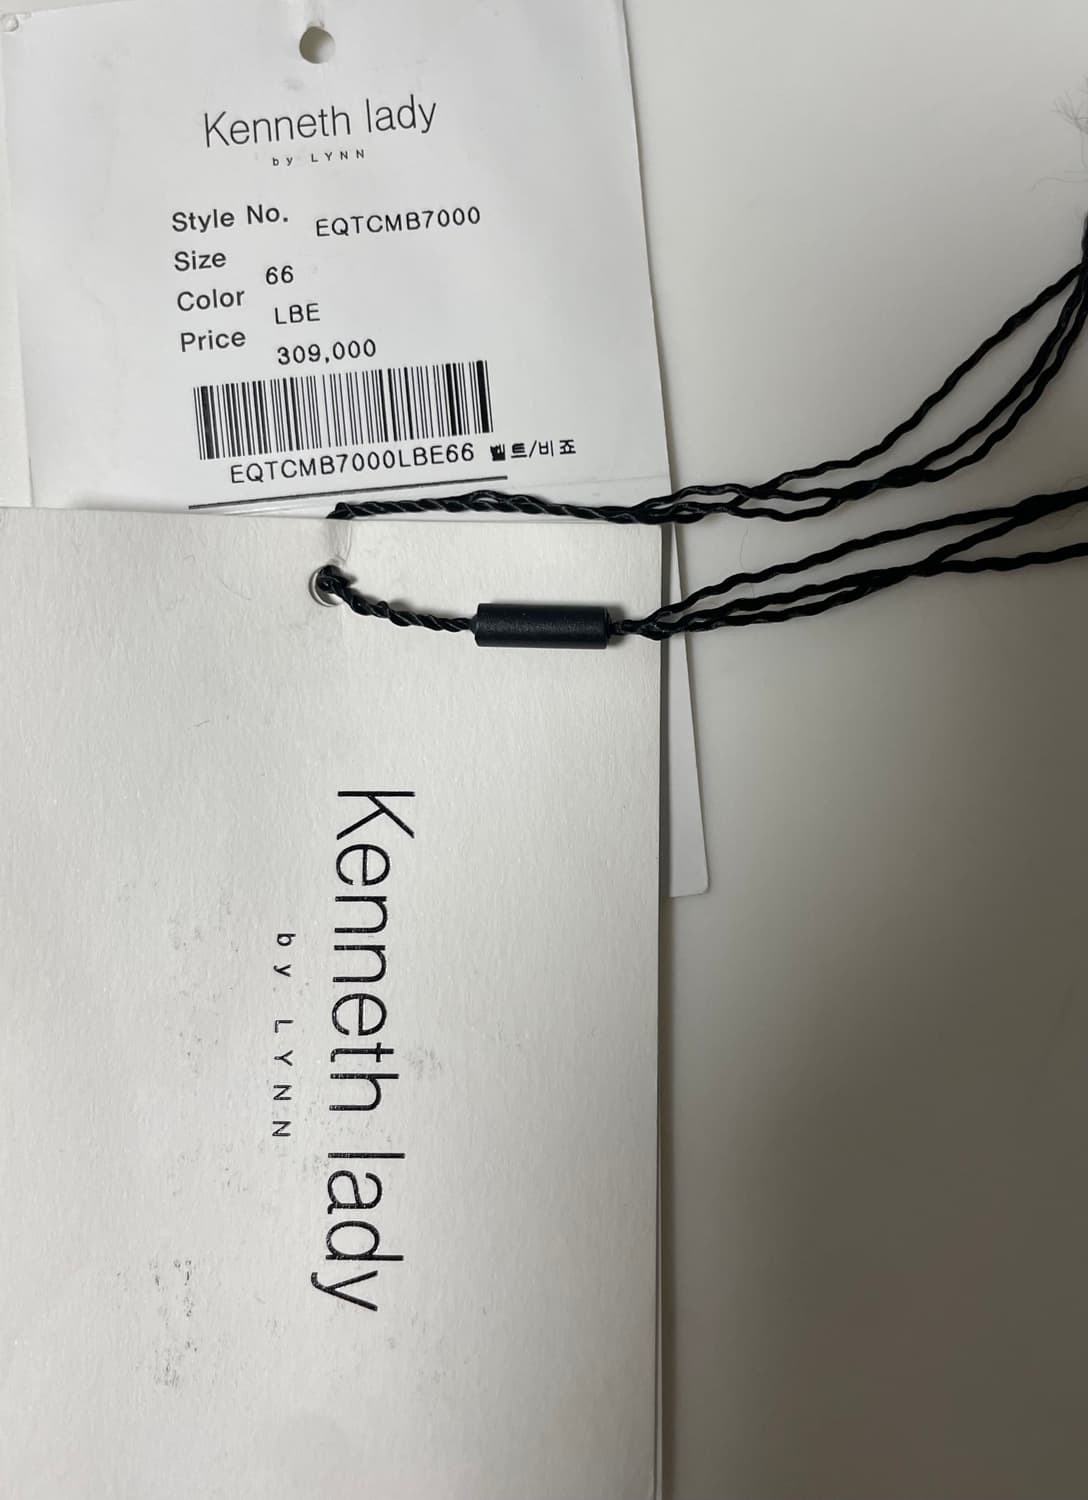 Kenneth lady
by LYNN
Style No. EQTCMB7000
Size 66
Color LBE
Price 309,000
EQTCMB7000LBE66 벨트/비죠
Kenneth lady
by LYNN